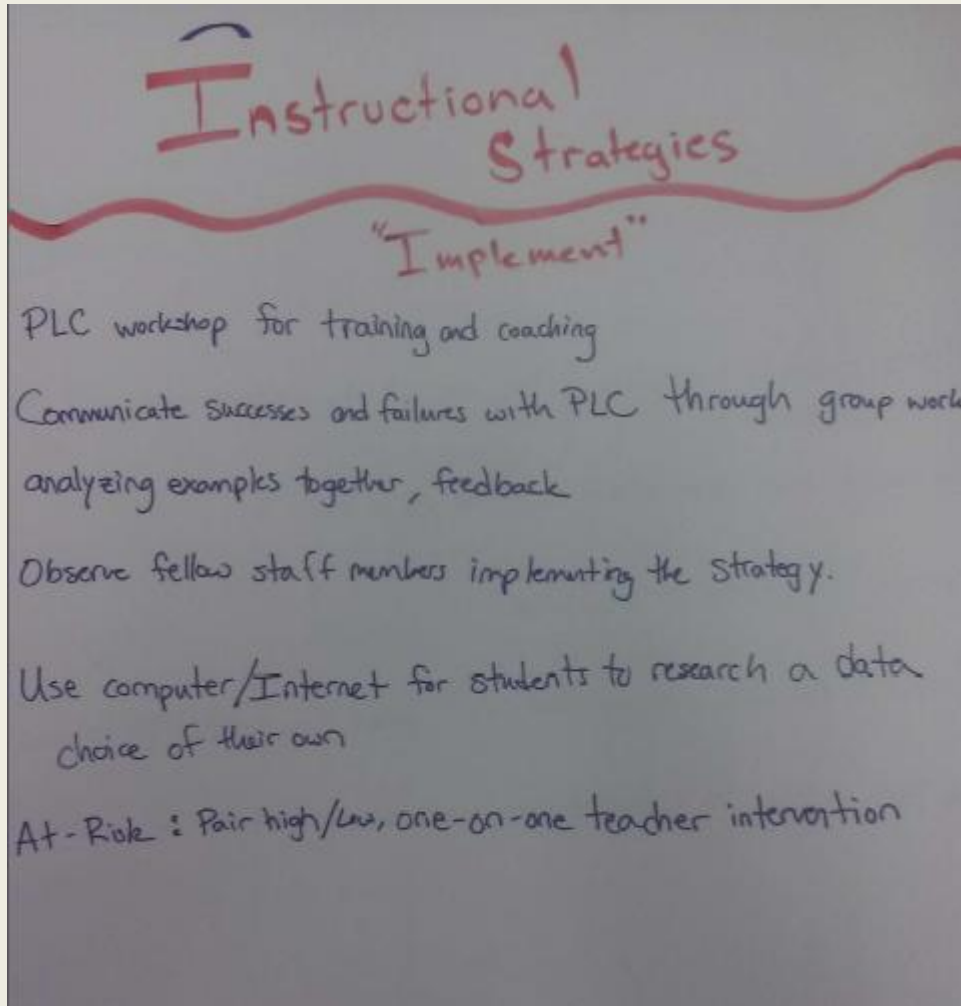 Instructional
Strategies
"Implement"
PLC workshop for training and coaching
Communicate successes and failures with PLC through group work
analyzing examples together, feedback
Observe fellow staff members implementing the strategy.
Use computer/Internet for students to research a data
choice of their own
At-Risk: Pair high/low, one-on-one teacher intervention